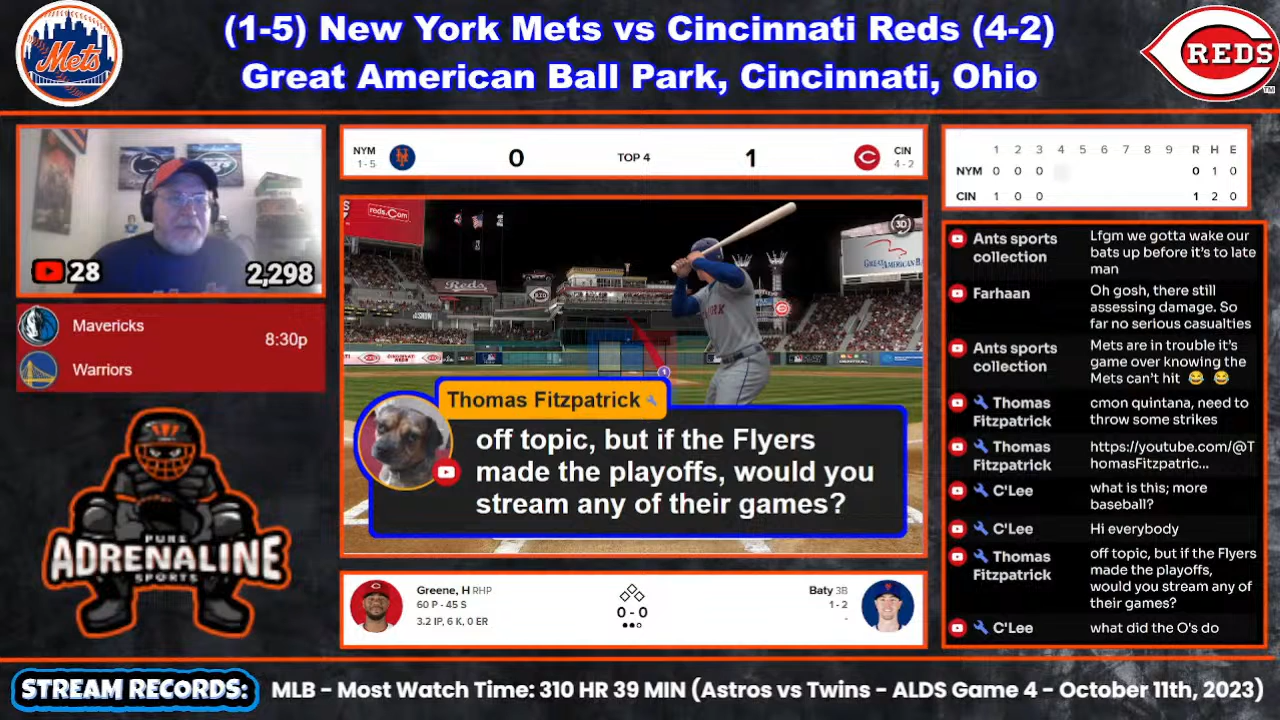 (1-5) New York Mets vs Cincinnati Reds (4-2)
Great American Ball Park, Cincinnati, Ohio
Mets
REDS
28
2,298
Mavericks
8:30p
Warriors
PURE
ADRENALINE
SPORTS
NYM
1-5
0
TOP 4
1
CIN
4-2
reds.com
Reds
3D
GREAT AMERICAN
YORK
1
Thomas Fitzpatrick
off topic, but if the Flyers
made the playoffs, would you
stream any of their games?
Greene, H RHP
60 P - 45 S
3.2 IP, 6 K, 0 ER
0 - 0
Baty 3B
1-2
-
1 2 3 4 5 6 7 8 9 R H E
NYM 0 0 0 0 1 0
CIN 1 0 0 1 2 0
Ants sports collection
Lfgm we gotta wake our
bats up before it's to late
man
Farhaan
Oh gosh, there still
assessing damage. So
far no serious casualties
Ants sports collection
Mets are in trouble it's
game over knowing the
Mets can't hit 😂 😂
Thomas Fitzpatrick
cmon quintana, need to
throw some strikes
Thomas Fitzpatrick
https://youtube.com/@T
homasFitzpatric...
C'Lee
what is this; more
baseball?
C'Lee
Hi everybody
Thomas Fitzpatrick
off topic, but if the Flyers
made the playoffs,
would you stream any of
their games?
C'Lee
what did the O's do
STREAM RECORDS:
MLB - Most Watch Time: 310 HR 39 MIN (Astros vs Twins - ALDS Game 4 - October 11th, 2023)